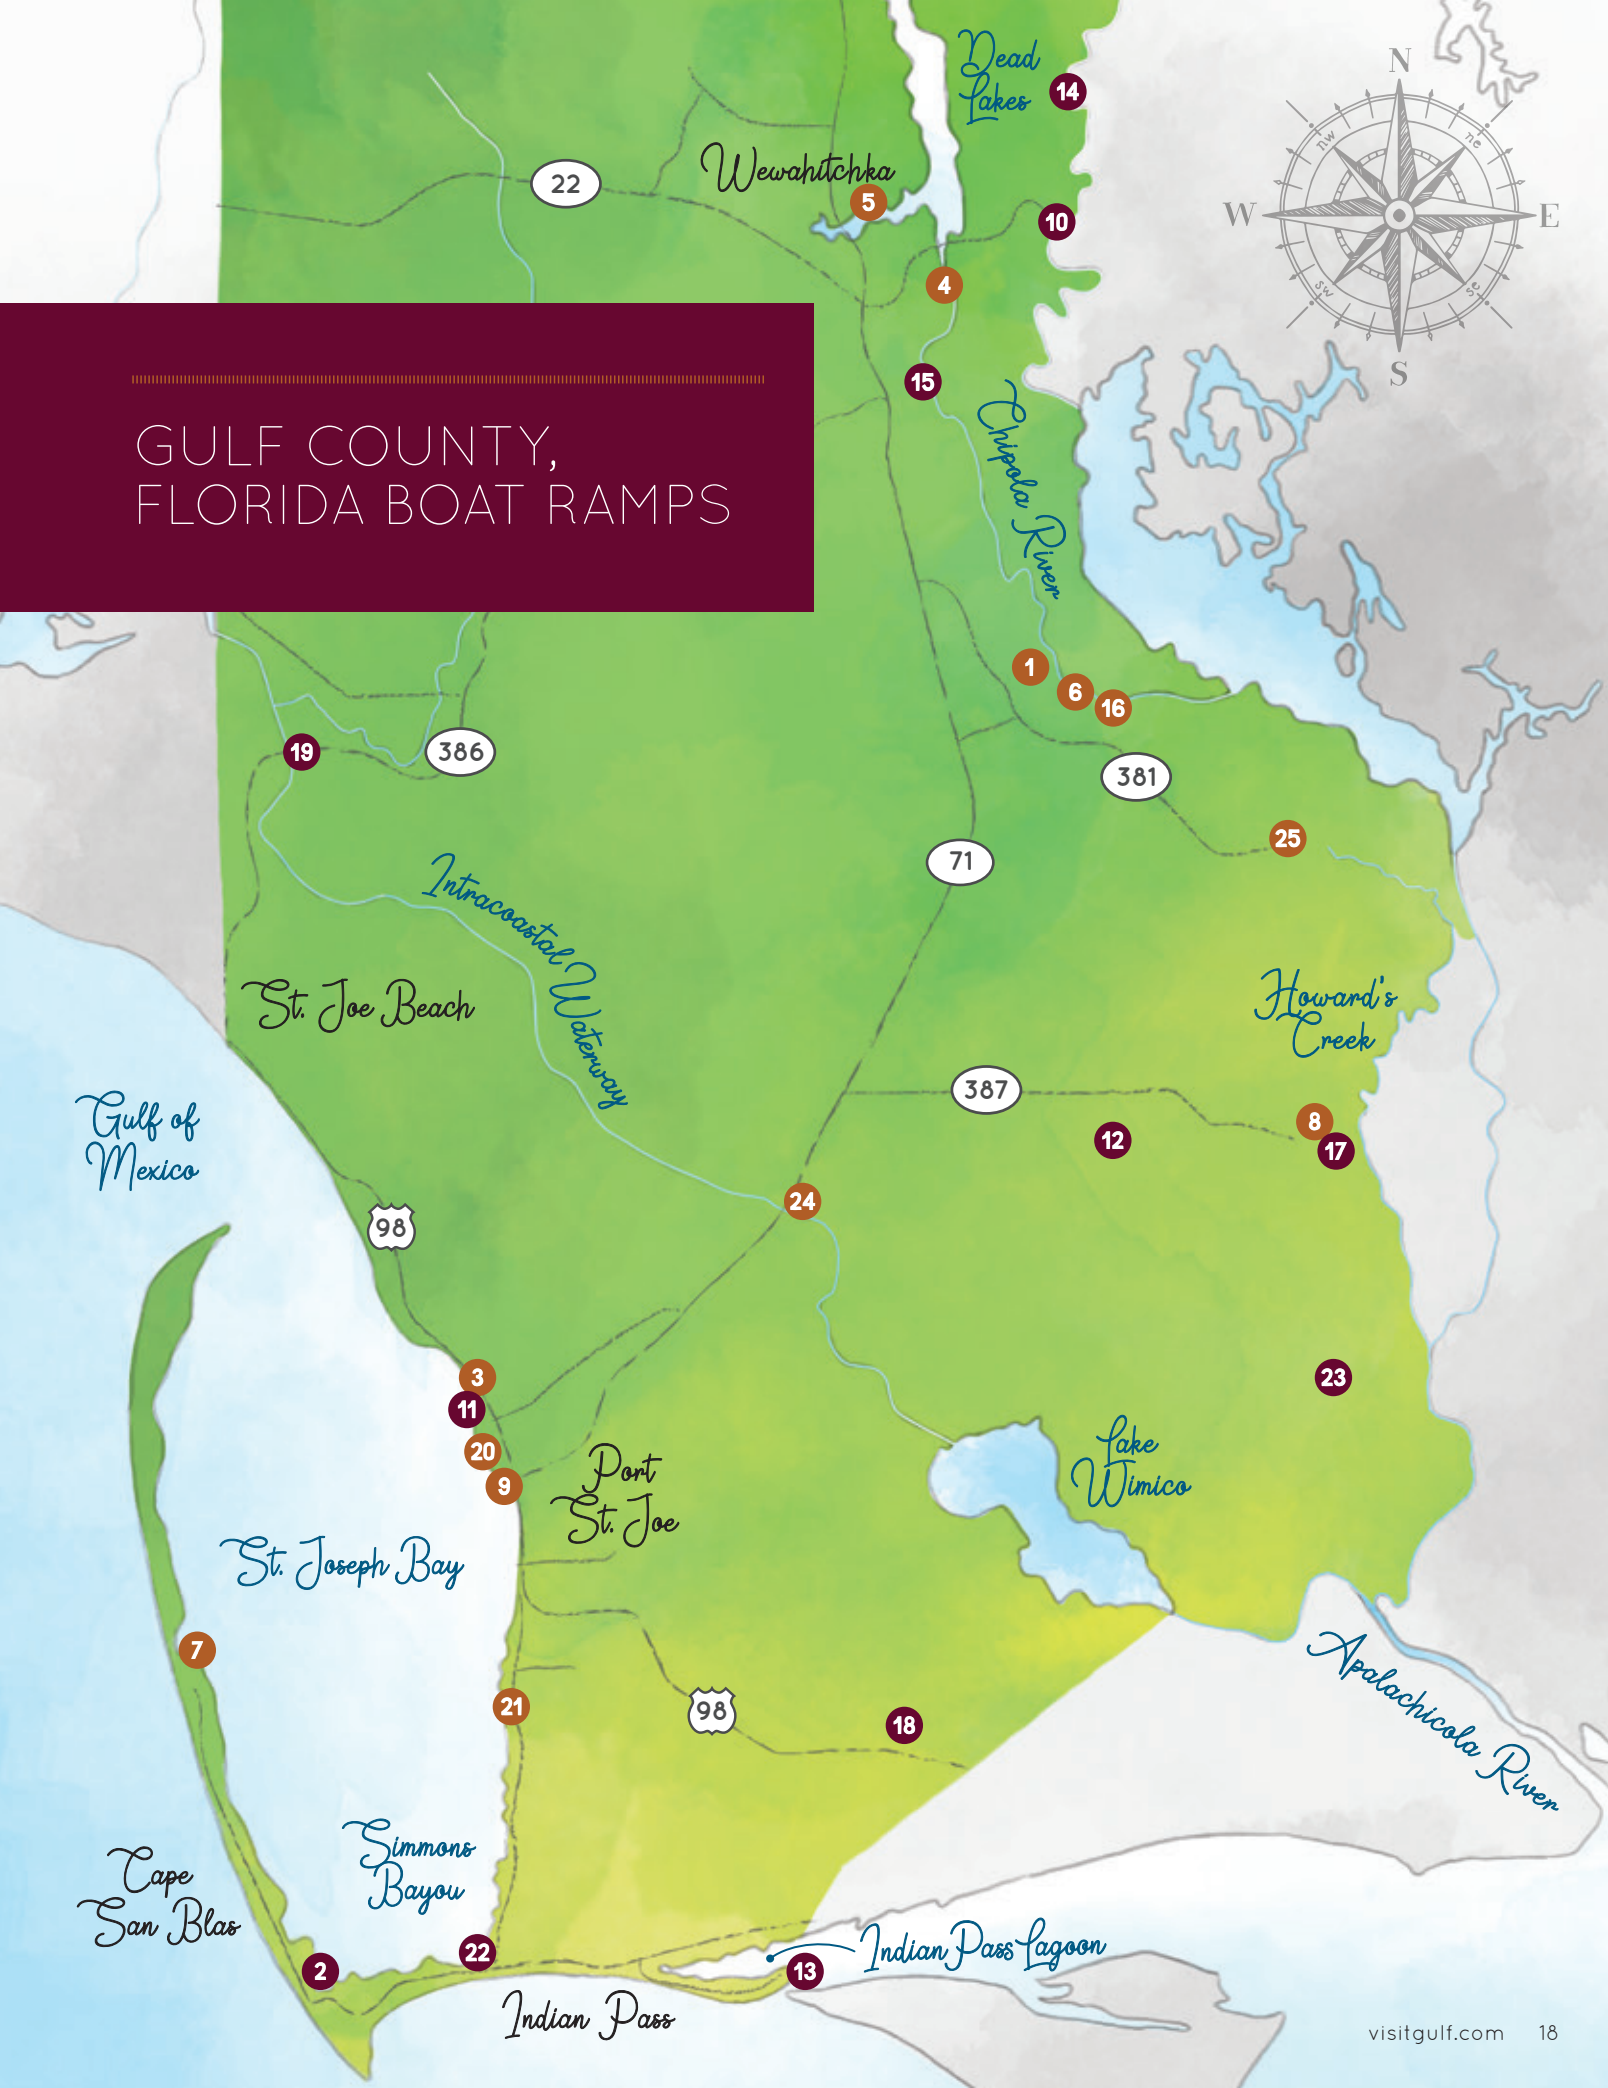 Dead
Lakes
14
N
nw
ne
W
E
sw
se
S
22
Wewahitchka
5
10
4
15
GULF COUNTY,
FLORIDA BOAT RAMPS
Chipola River
1
6
16
19
386
381
25
71
Intracoastal Waterway
St. Joe Beach
Howard's
Creek
Gulf of
Mexico
387
8
12
17
24
98
3
11
23
20
9
Port
St. Joe
Lake
Wimico
St. Joseph Bay
7
21
98
18
Apalachicola River
Simmons
Bayou
Cape
San Blas
22
2
13
Indian Pass Lagoon
Indian Pass
visitgulf.com 18